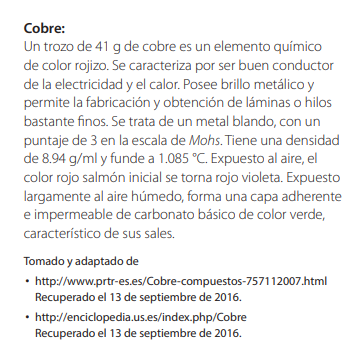 Cobre:
Un trozo de 41 g de cobre es un elemento químico
de color rojizo. Se caracteriza por ser buen conductor
de la electricidad y el calor. Posee brillo metálico y
permite la fabricación y obtención de láminas o hilos
bastante finos. Se trata de un metal blando, con un
puntaje de 3 en la escala de Mohs. Tiene una densidad
de 8.94 g/ml y funde a 1.085 °C. Expuesto al aire, el
color rojo salmón inicial se torna rojo violeta. Expuesto
largamente al aire húmedo, forma una capa adherente
e impermeable de carbonato básico de color verde,
característico de sus sales.
Tomado y adaptado de
• http://www.prtr-es.es/Cobre-compuestos-757112007.html
Recuperado el 13 de septiembre de 2016.
• http://enciclopedia.us.es/index.php/Cobre
Recuperado el 13 de septiembre de 2016.